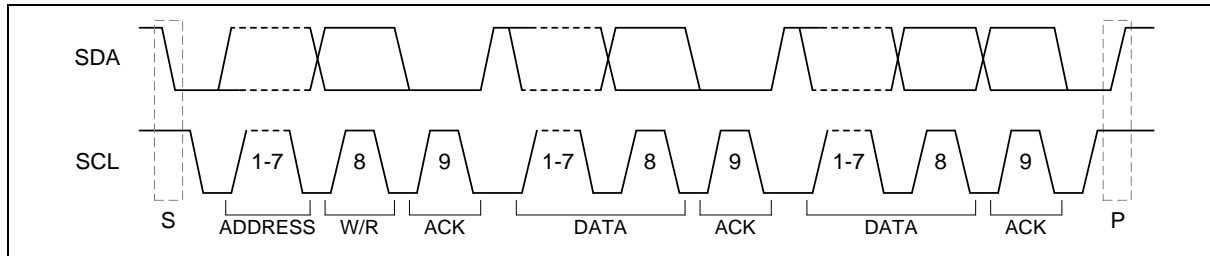 SDA
SCL
1-7 8 9 1-7 8 9 1-7 8 9
S ADDRESS W/R ACK DATA ACK DATA ACK P